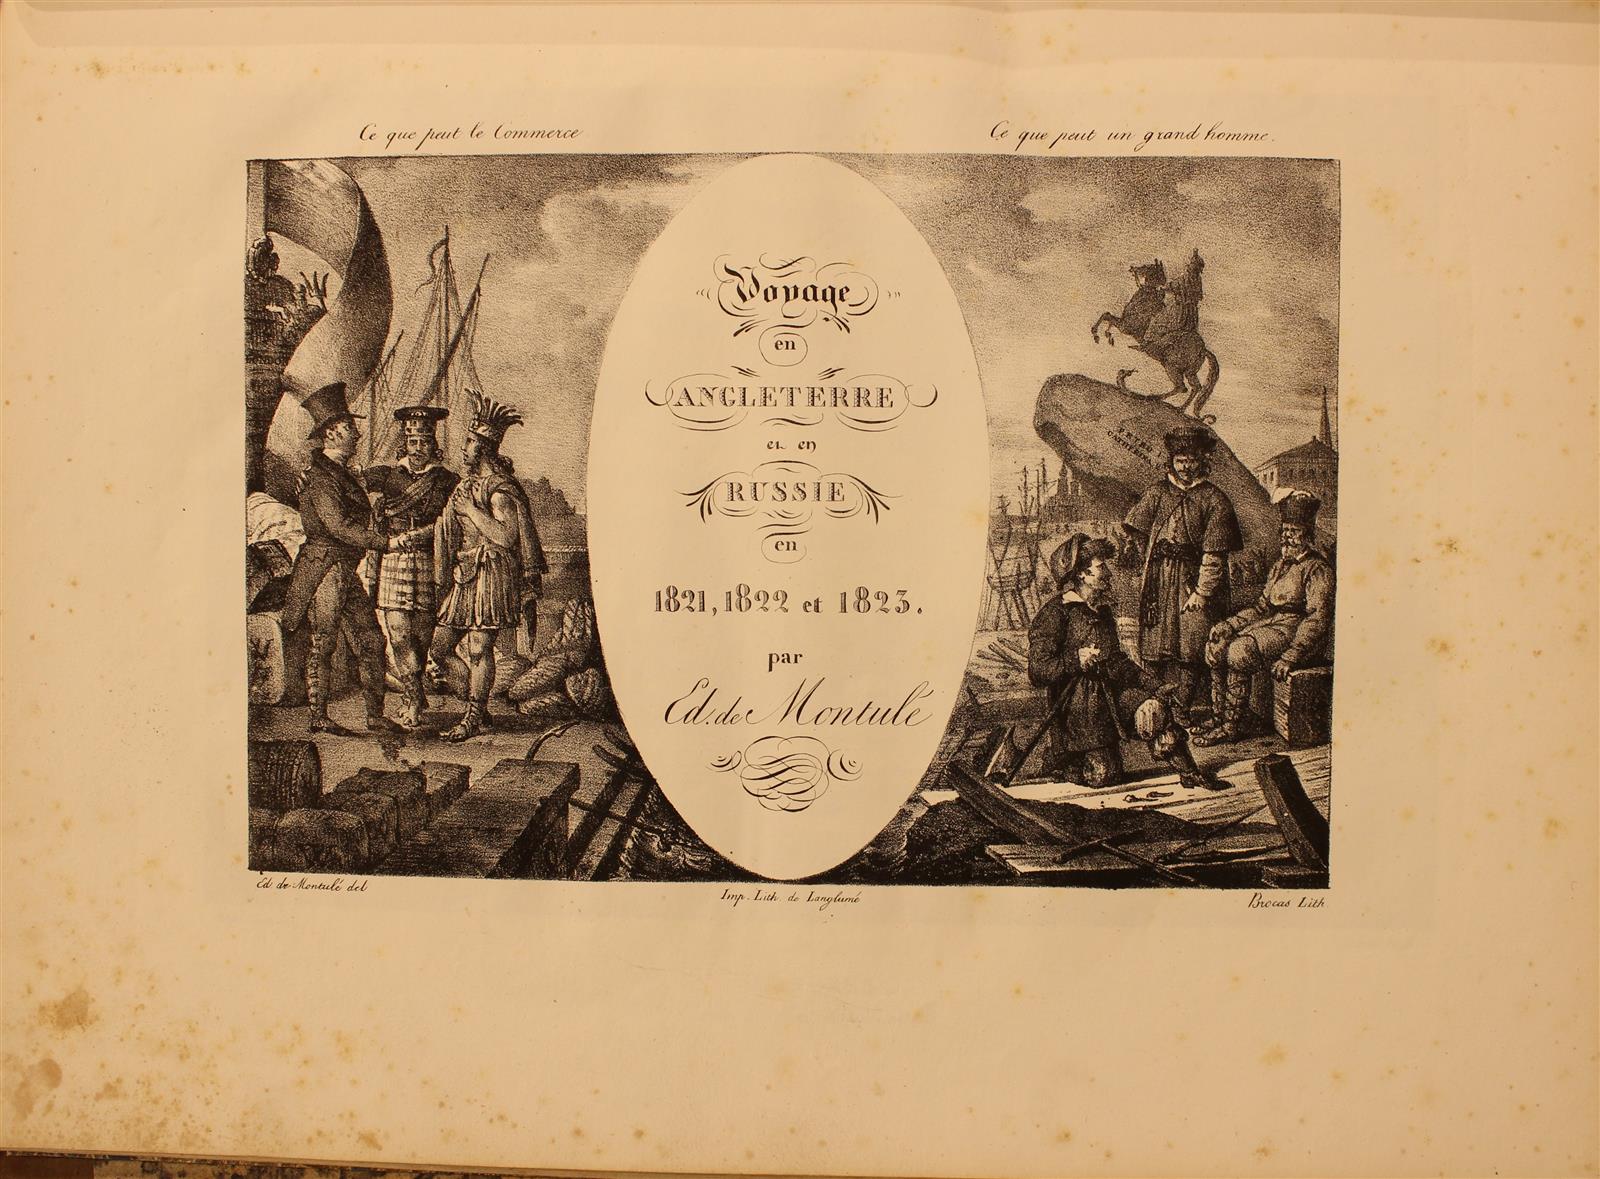 Ce que peut le Commerce
Ce que peut un grand homme.
Voyage
en
ANGLETERRE
et en
RUSSIE
en
1821, 1822 et 1823.
par
Ed. de Montulé
Ed de Montulé del
Imp. Lith. de Langlumé
Brocas Lith